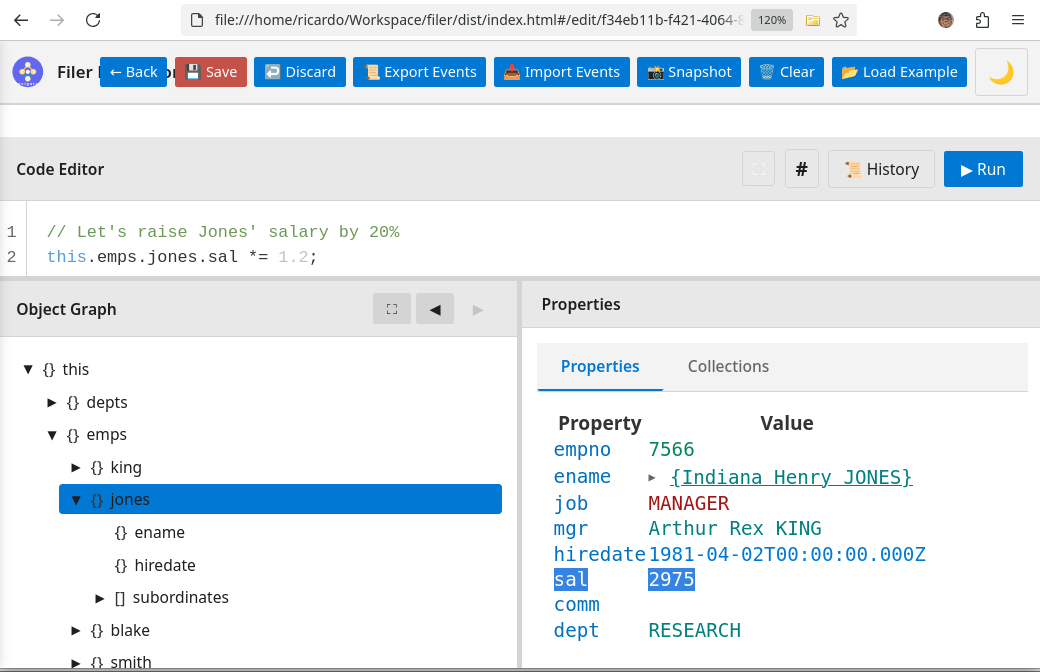 file:///home/ricardo/Workspace/filer/dist/index.html#/edit/f34eb11b-f421-4064-8
120%
Filer
← Back
Save
Discard
Export Events
Import Events
Snapshot
Clear
Load Example
Code Editor
#
History
▶ Run
1 // Let's raise Jones' salary by 20%
2 this.emps.jones.sal *= 1.2;
Object Graph
◀ ▶
Properties
▼ {} this
▶ {} depts
▼ {} emps
▶ {} king
▼ {} jones
{} ename
{} hiredate
▶ [] subordinates
▶ {} blake
▶ {} smith
Properties Collections
Property Value
empno 7566
ename ▸ {Indiana Henry JONES}
job MANAGER
mgr Arthur Rex KING
hiredate 1981-04-02T00:00:00.000Z
sal 2975
comm
dept RESEARCH